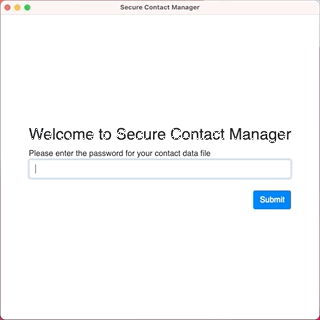 Secure Contact Manager
Welcome to Secure Contact Manager
Please enter the password for your contact data file
Submit